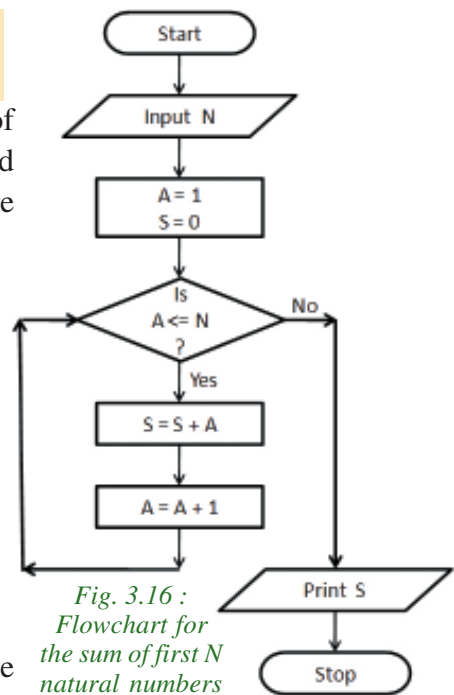 Start
of
Input N
d
e
A = 1
S = 0
Is
A <= N
?
No
Yes
S = S + A
A = A + 1
Fig. 3.16 :
Flowchart for
the sum of first N
natural numbers
Print S
e
Stop